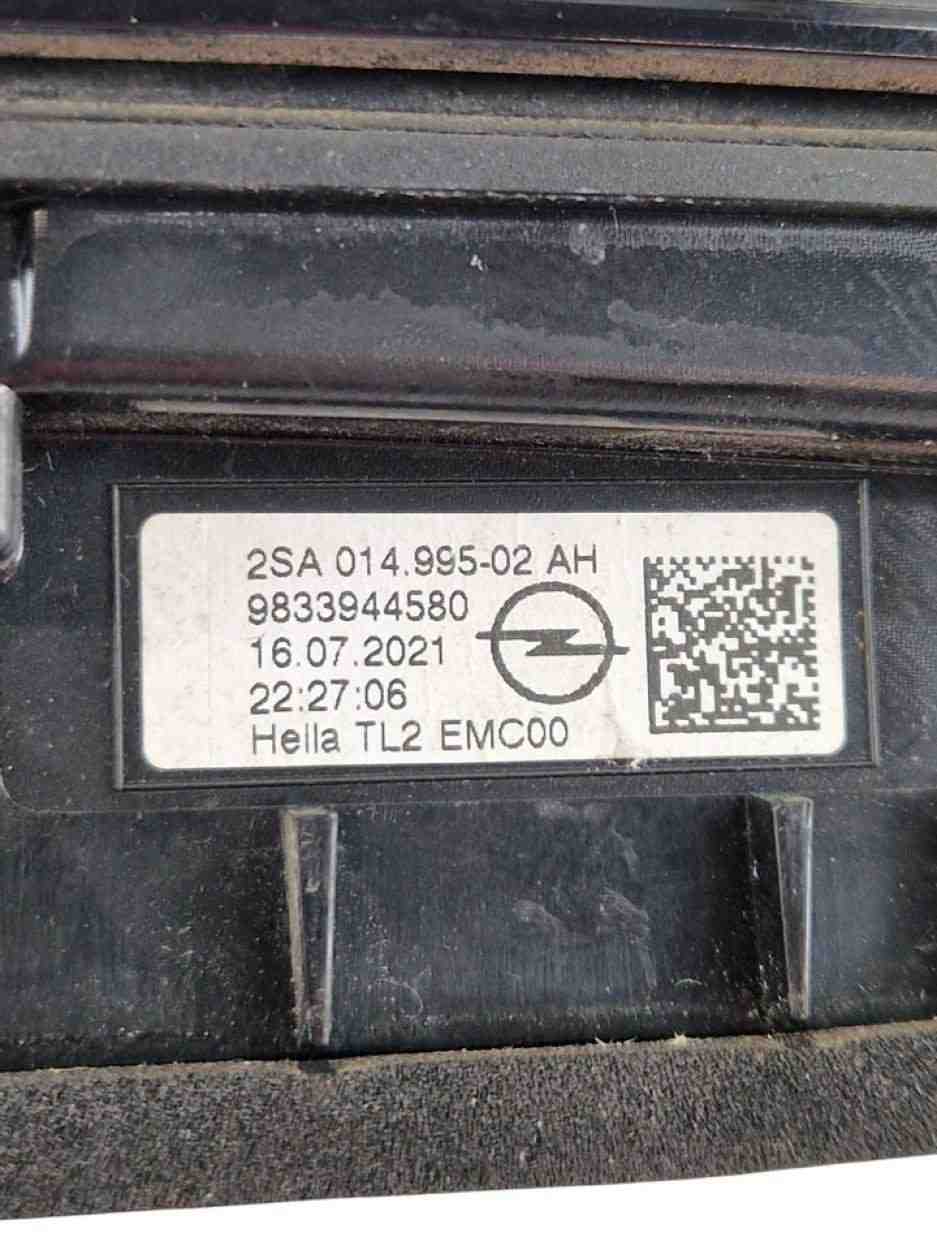 2SA 014.995-02 AH
9833944580
16.07.2021
22:27:06
Hella TL2 EMC00